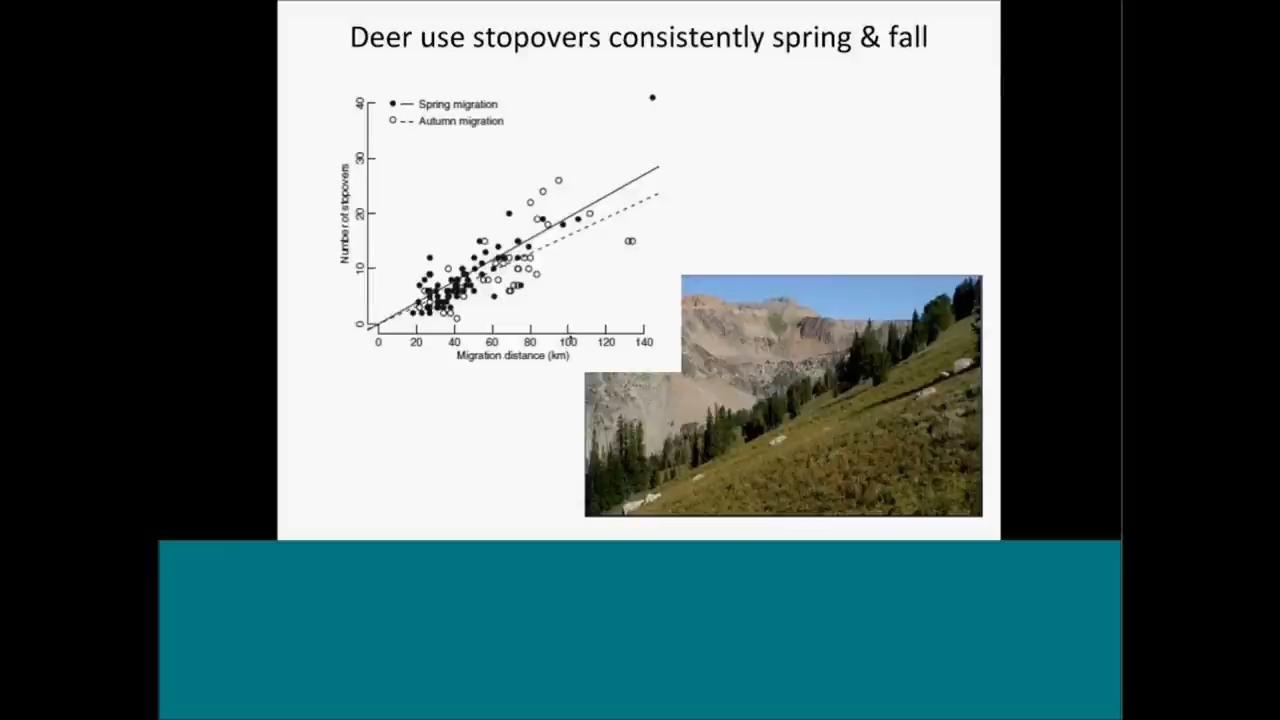 Deer use stopovers consistently spring & fall
Spring migration
Autumn migration
40
30
20
10
0
Number of stopovers
0 20 40 60 80 100 120 140
Migration distance (km)